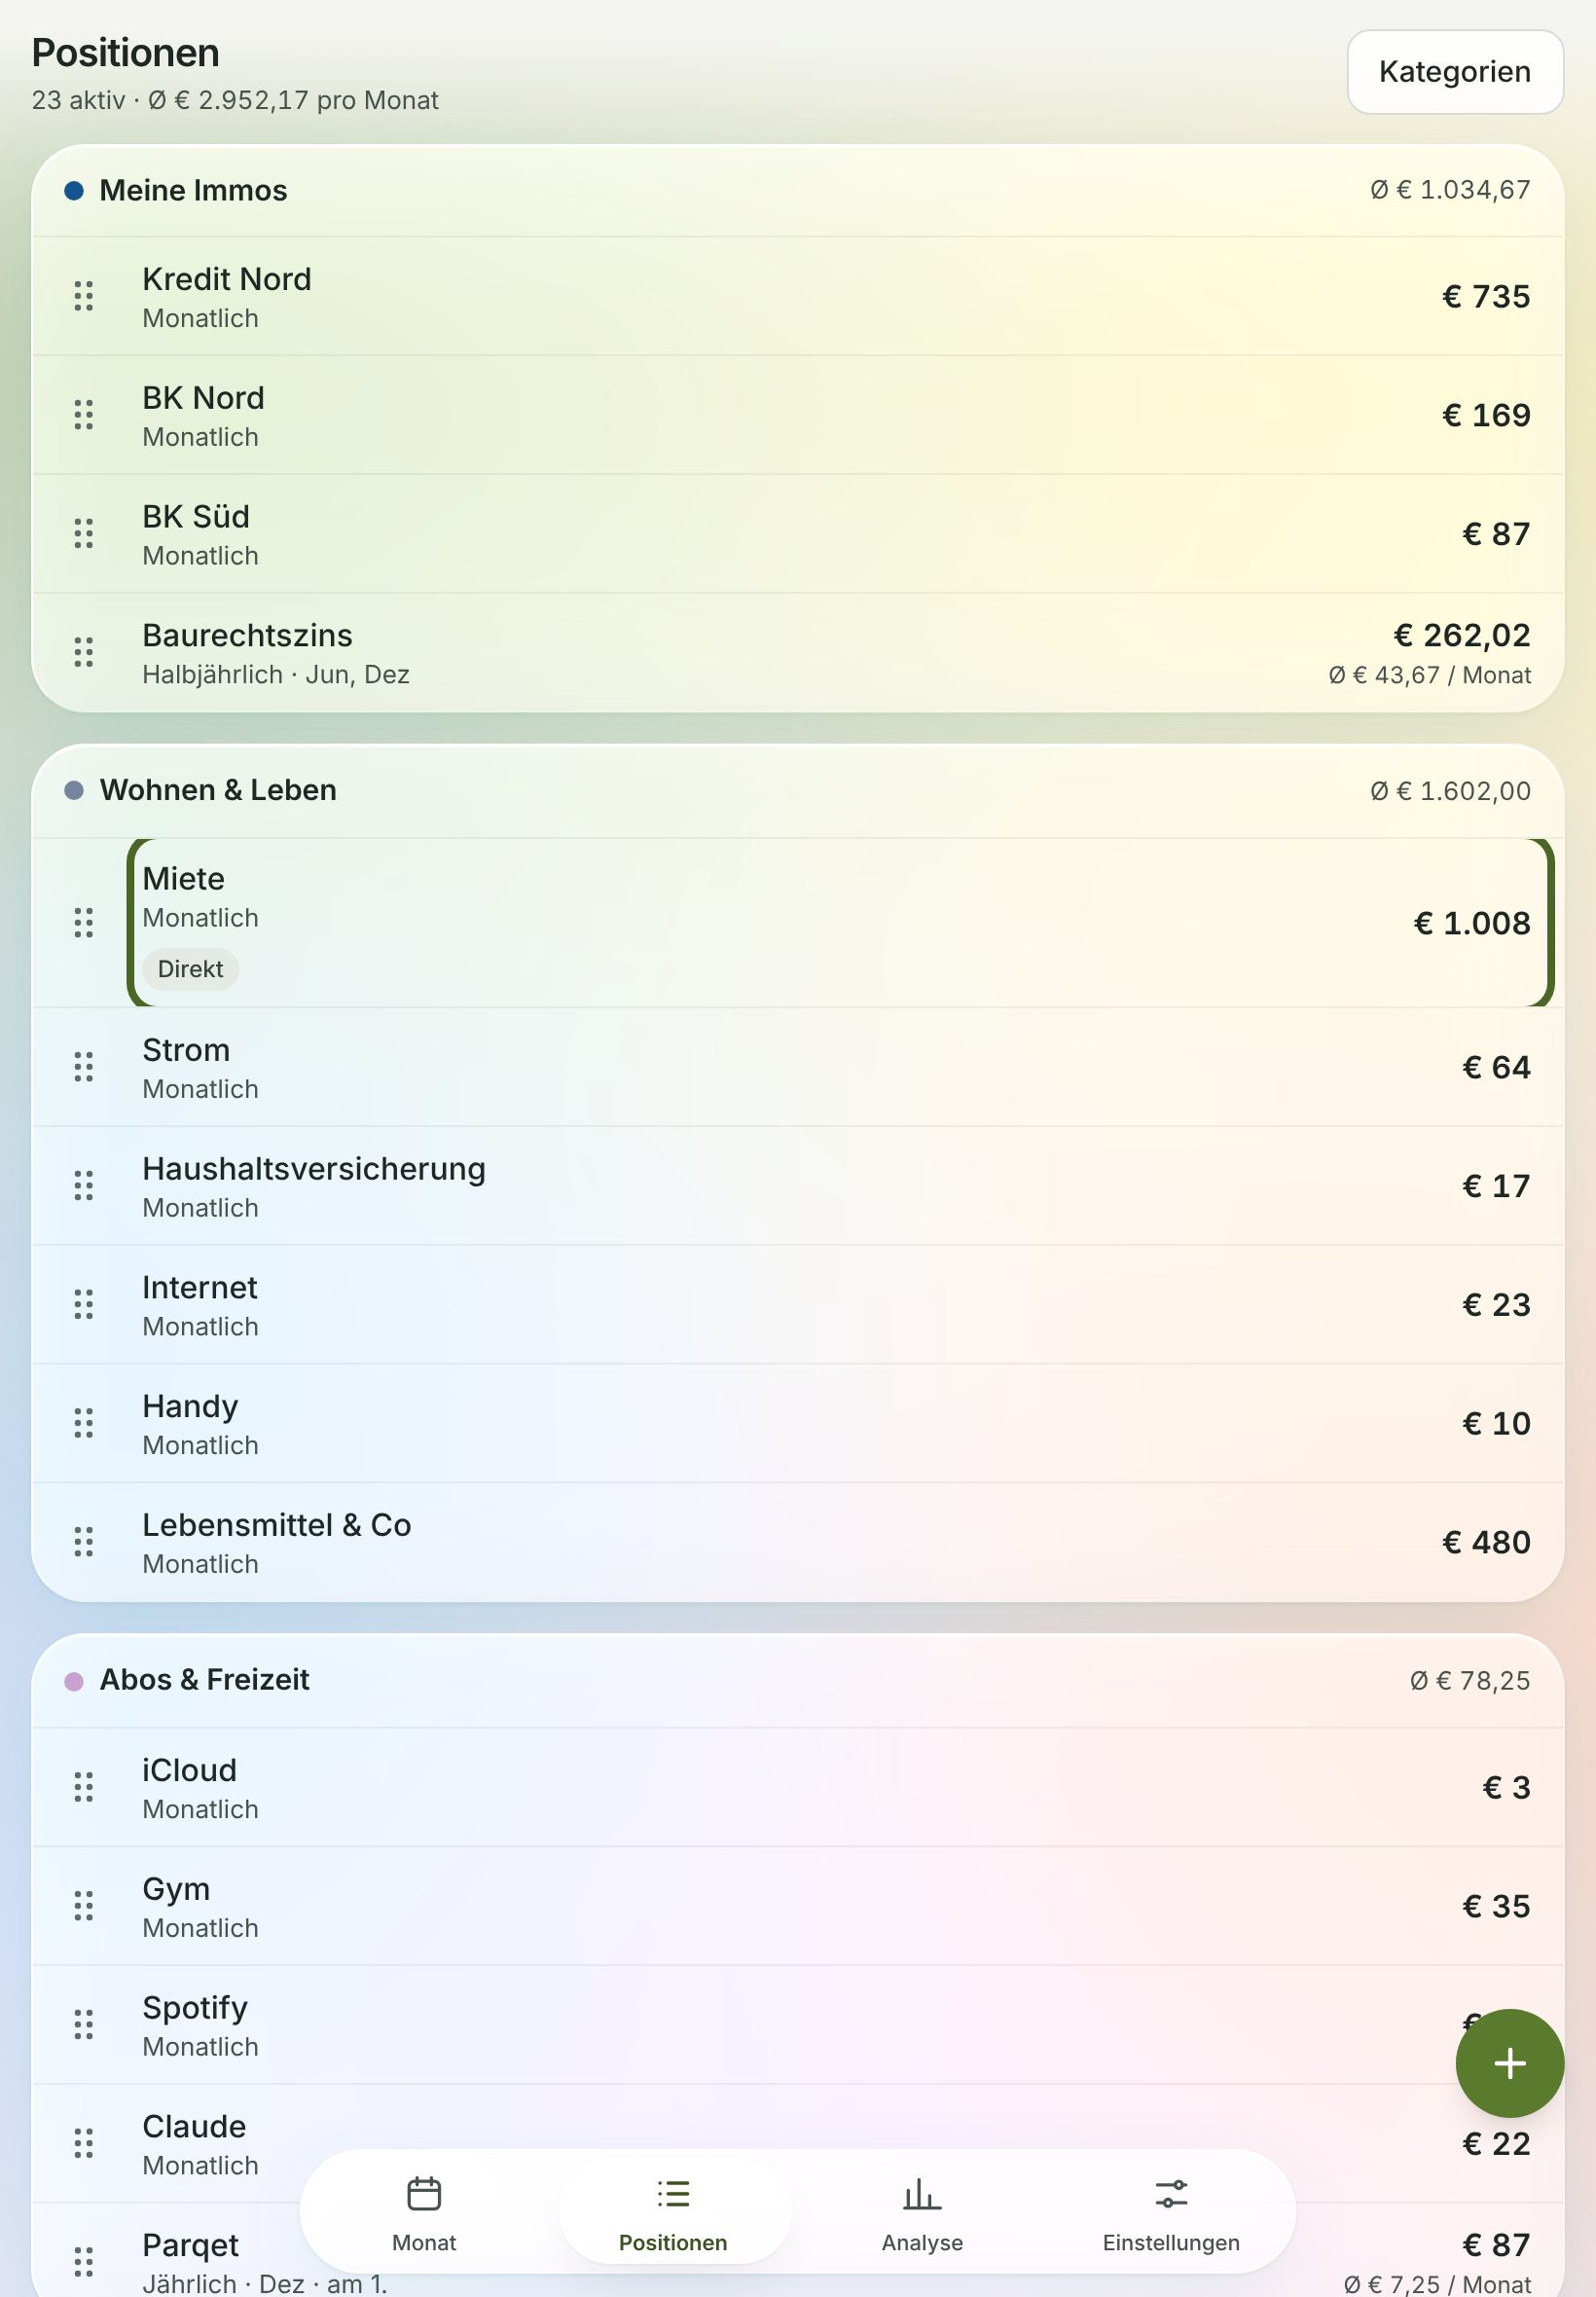 Positionen
23 aktiv · Ø € 2.952,17 pro Monat
Kategorien
Meine Immos
Ø € 1.034,67
Kredit Nord
Monatlich
€ 735
BK Nord
Monatlich
€ 169
BK Süd
Monatlich
€ 87
Baurechtszins
Halbjährlich · Jun, Dez
€ 262,02
Ø € 43,67 / Monat
Wohnen & Leben
Ø € 1.602,00
Miete
Monatlich
Direkt
€ 1.008
Strom
Monatlich
€ 64
Haushaltsversicherung
Monatlich
€ 17
Internet
Monatlich
€ 23
Handy
Monatlich
€ 10
Lebensmittel & Co
Monatlich
€ 480
Abos & Freizeit
Ø € 78,25
iCloud
Monatlich
€ 3
Gym
Monatlich
€ 35
Spotify
Monatlich
€
Claude
Monatlich
€ 22
Parqet
Jährlich · Dez · am 1.
€ 87
Ø € 7,25 / Monat
Monat
Positionen
Analyse
Einstellungen